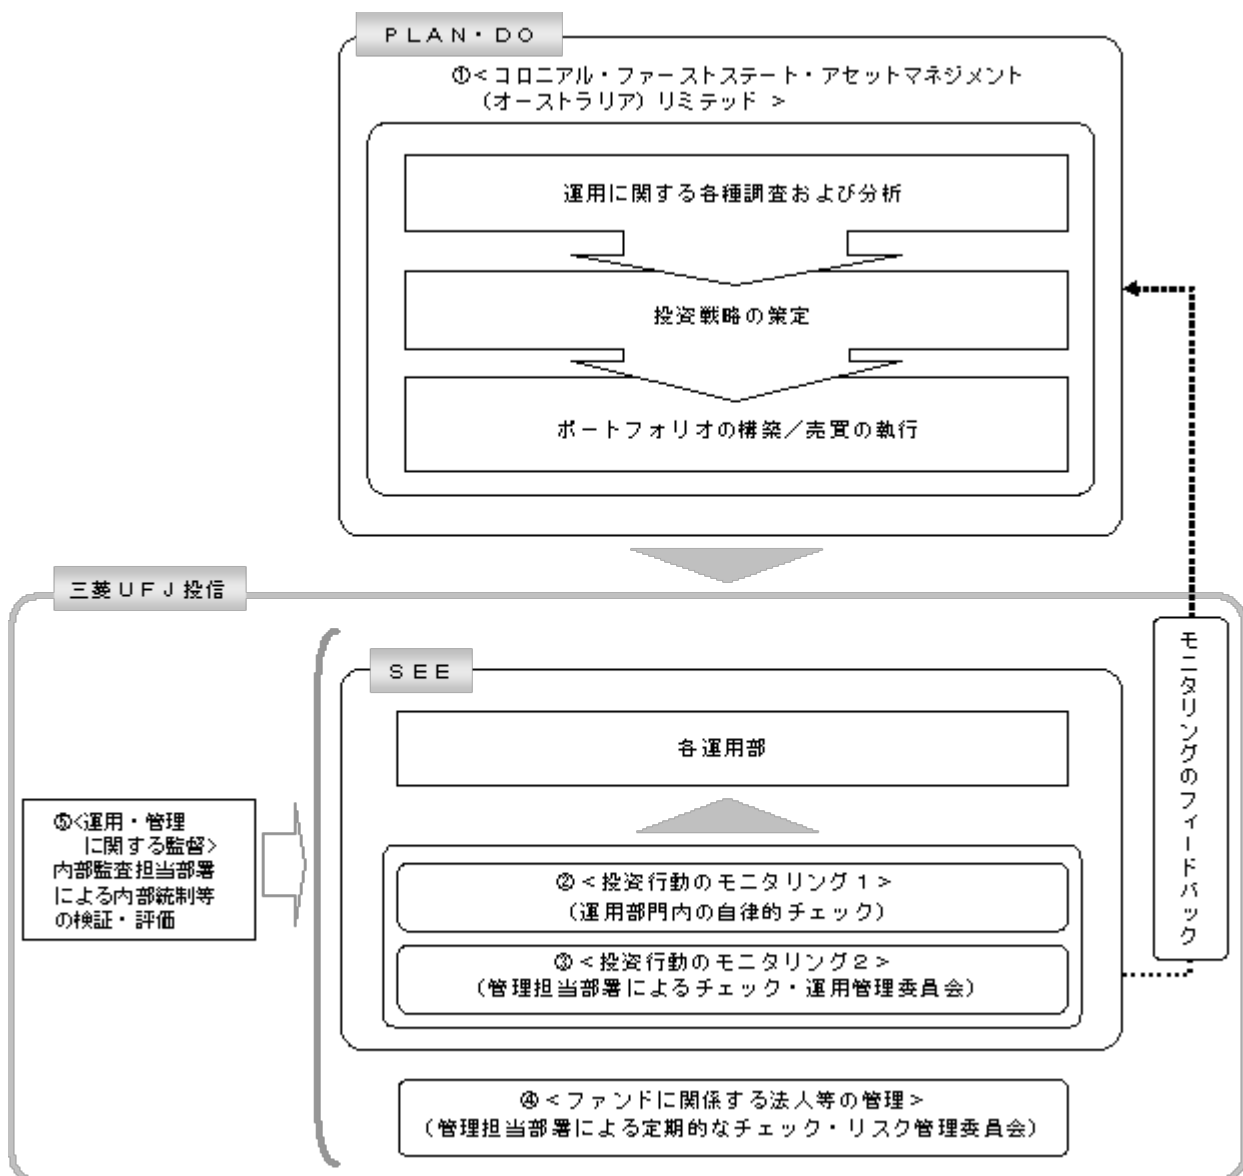 PLAN・DO
①<コロニアル・ファーストステート・アセットマネジメント
(オーストラリア)リミテッド >
運用に関する各種調査および分析
投資戦略の策定
ポートフォリオの構築/売買の執行
三菱UFJ投信
SEE
各運用部
②<投資行動のモニタリング1>
(運用部門内の自律的チェック)
③<投資行動のモニタリング2>
(管理担当部署によるチェック・運用管理委員会)
④<ファンドに関係する法人等の管理>
(管理担当部署による定期的なチェック・リスク管理委員会)
⑤<運用・管理
に関する監督>
内部監査担当部署
による内部統制等
の検証・評価
モニタリングのフィードバック